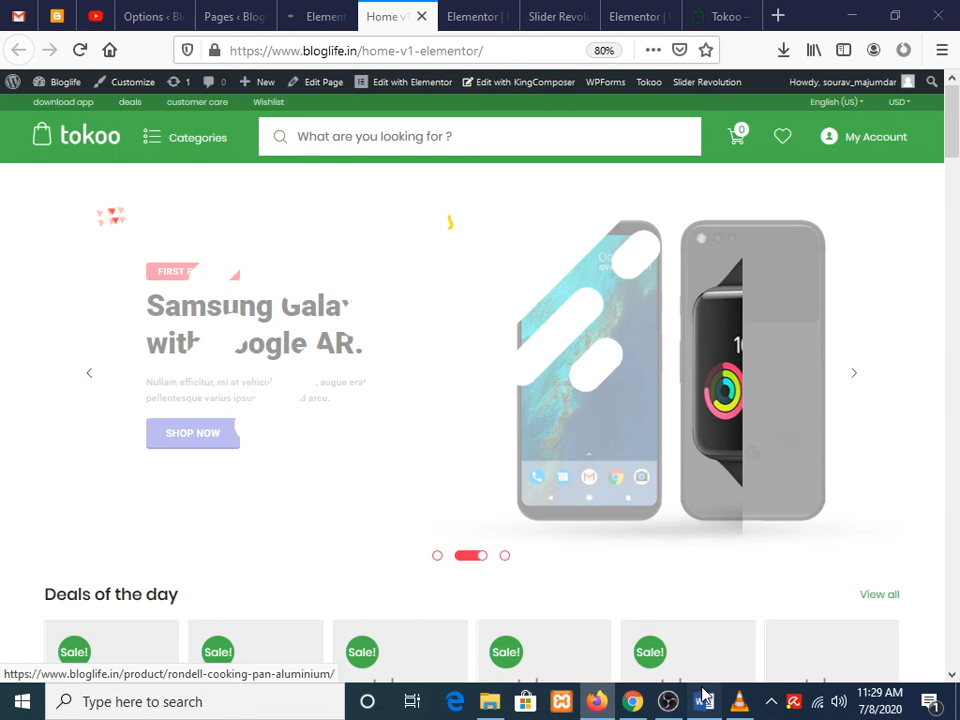 Options ‹ Bl
Pages ‹ Blog
Element
Home v
Elementor |
Slider Revol
Elementor |
Tokoo –
https://www.bloglife.in/home-v1-elementor/
80%
Bloglife
Customize
1
0
New
Edit Page
Edit with Elementor
Edit with KingComposer
WPForms
Tokoo
Slider Revolution
Howdy, sourav_majumdar
download app
deals
customer care
Wishlist
English (US)
USD
tokoo
Categories
What are you looking for ?
0
My Account
FIRST
Samsung Gala
with oogle AR.
Nullam efficitur, mi at vehicu , augue erat
pellentesque varius ipsu d arcu.
SHOP NOW
Deals of the day
View all
Sale!
Sale!
Sale!
Sale!
Sale!
https://www.bloglife.in/product/rondell-cooking-pan-aluminium/
Type here to search
11:29 AM
7/8/2020
1